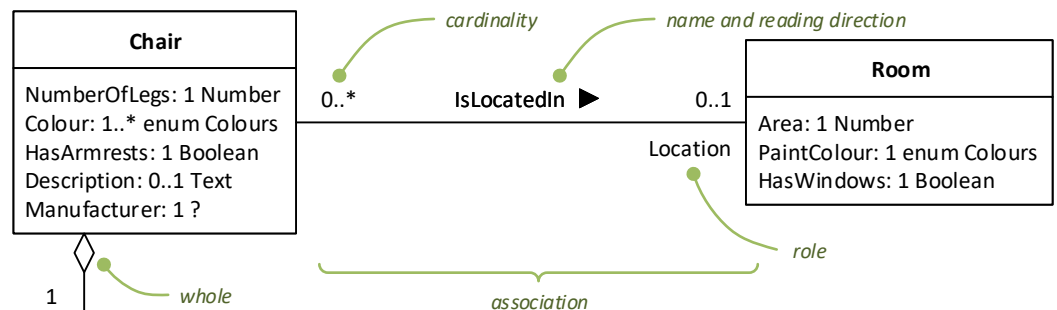 Chair
NumberOfLegs: 1 Number
Colour: 1..* enum Colours
HasArmrests: 1 Boolean
Description: 0..1 Text
Manufacturer: 1 ?
cardinality
name and reading direction
0..*
IsLocatedIn
0..1
Location
Room
Area: 1 Number
PaintColour: 1 enum Colours
HasWindows: 1 Boolean
role
1
whole
association